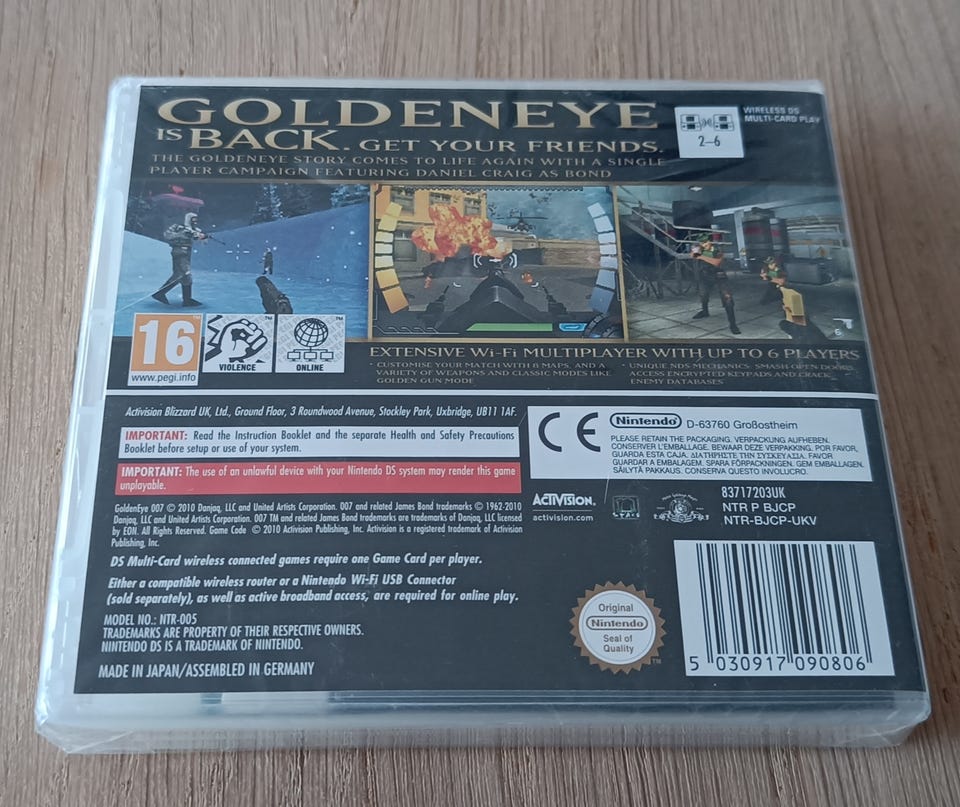 GOLDENEYE
IS BACK. GET YOUR FRIENDS.
THE GOLDENEYE STORY COMES TO LIFE AGAIN WITH A SINGLE
PLAYER CAMPAIGN FEATURING DANIEL CRAIG AS BOND
2–6
WIRELESS DS
MULTI-CARD PLAY
6
16
www.pegi.info
VIOLENCE
ONLINE
EXTENSIVE Wi-Fi MULTIPLAYER WITH UP TO 6 PLAYERS
• CUSTOMISE YOUR MATCH WITH 8 MAPS, AND A
VARIETY OF WEAPONS AND CLASSIC MODES LIKE
GOLDEN GUN MODE
• UNIQUE NDS MECHANICS: SMASH OPEN DOORS,
ACCESS ENCRYPTED KEYPADS AND CRACK
ENEMY DATABASES
Activision Blizzard UK, Ltd., Ground Floor, 3 Roundwood Avenue, Stockley Park, Uxbridge, UB11 1AF.
IMPORTANT: Read the Instruction Booklet and the separate Health and Safety Precautions
Booklet before setup or use of your system.
IMPORTANT: The use of an unlawful device with your Nintendo DS system may render this game
unplayable.
GoldenEye 007 © 2010 Danjaq, LLC and United Artists Corporation. 007 and related James Bond trademarks © 1962-2010
Danjaq, LLC and United Artists Corporation. 007 TM and related James Bond trademarks are trademarks of Danjaq, LLC licensed
by EON. All Rights Reserved. Game Code © 2010 Activision Publishing, Inc. Activision is a registered trademark of Activision
Publishing, Inc.
DS Multi-Card wireless connected games require one Game Card per player.
Either a compatible wireless router or a Nintendo Wi-Fi USB Connector
(sold separately), as well as active broadband access, are required for online play.
MODEL NO.: NTR-005
TRADEMARKS ARE PROPERTY OF THEIR RESPECTIVE OWNERS.
NINTENDO DS IS A TRADEMARK OF NINTENDO.
MADE IN JAPAN/ASSEMBLED IN GERMANY
CE
Nintendo D-63760 Großostheim
PLEASE RETAIN THE PACKAGING. VERPACKUNG AUFHEBEN.
CONSERVER L'EMBALLAGE. BEWAAR DEZE VERPAKKING. POR FAVOR,
GUARDA ESTA CAJA. ΔΙΑΤΗΡΗΣΤΕ ΤΗΝ ΣΥΣΚΕΥΑΣΙΑ. FAVOR
GUARDAR A EMBALAGEM. SPARA FÖRPACKNINGEN. GEM EMBALLAGEN.
SÄILYTÄ PAKKAUS. CONSERVA QUESTO INVOLUCRO.
ACTIVISION.
activision.com
83717203UK
NTR P BJCP
NTR-BJCP-UKV
Original
Nintendo
Seal of
Quality
TM
5 030917 090806